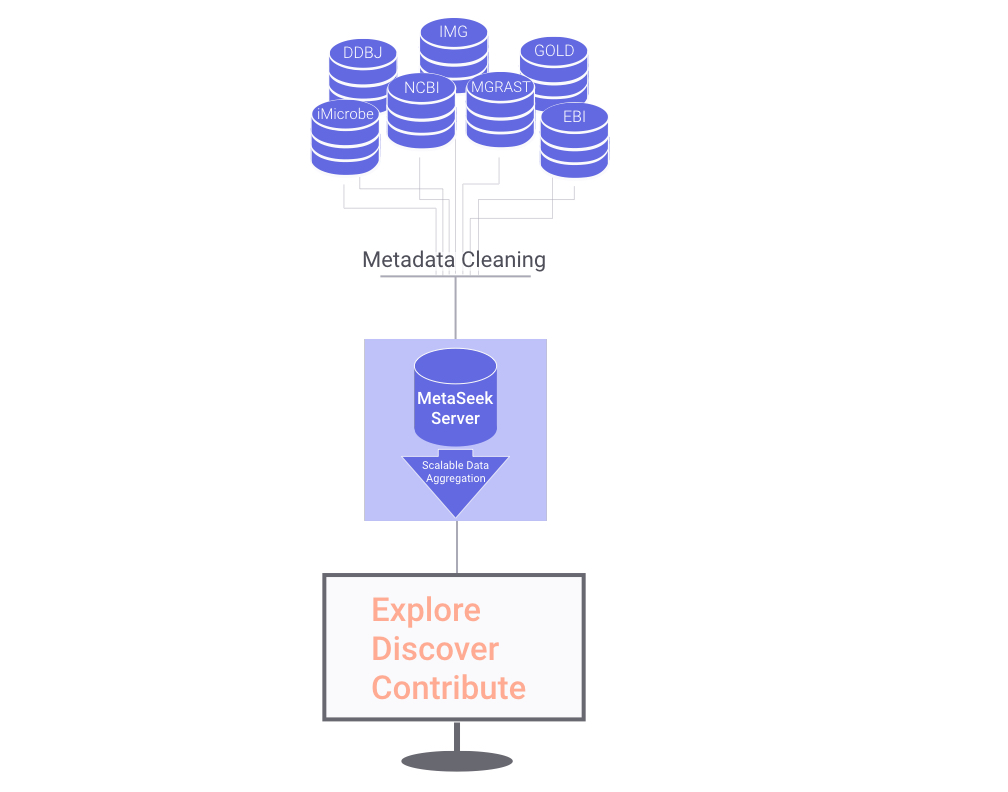 IMG
DDBJ
GOLD
NCBI
MGRAST
iMicrobe
EBI
Metadata Cleaning
MetaSeek
Server
Scalable Data
Aggregation
Explore
Discover
Contribute